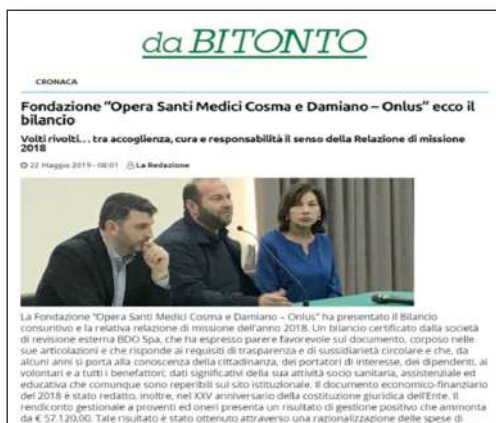 da BITONTO
CRONACA
Fondazione "Opera Santi Medici Cosma e Damiano – Onlus" ecco il
bilancio
Volti rivolti... tra accoglienza, cura e responsabilità il senso della Relazione di missione
2018
22 Maggio 2019 - 08:01 La Redazione
La Fondazione "Opera Santi Medici Cosma e Damiano – Onlus" ha presentato il Bilancio
consuntivo e la relativa relazione di missione dell'anno 2018. Un bilancio certificato dalla società
di revisione esterna BDO Spa, che ha espresso parere favorevole sul documento, corposo nelle
sue articolazioni e che risponde ai requisiti di trasparenza e di sussidiarietà circolare e che, da
alcuni anni si porta alla conoscenza della cittadinanza, dei portatori di interesse, dei dipendenti, ai
volontari e a tutti i benefattori; dati significativi della sua attività socio sanitaria, assistenziale ed
educativa che comunque sono reperibili sul sito istituzionale. Il documento economico-finanziario
del 2018 è stato redatto, inoltre, nel XXV anniversario della costituzione giuridica dell'Ente. Il
rendiconto gestionale a proventi ed oneri presenta un risultato di gestione positivo che ammonta
da € 57.120,00. Tale risultato è stato ottenuto attraverso una razionalizzazione delle spese di